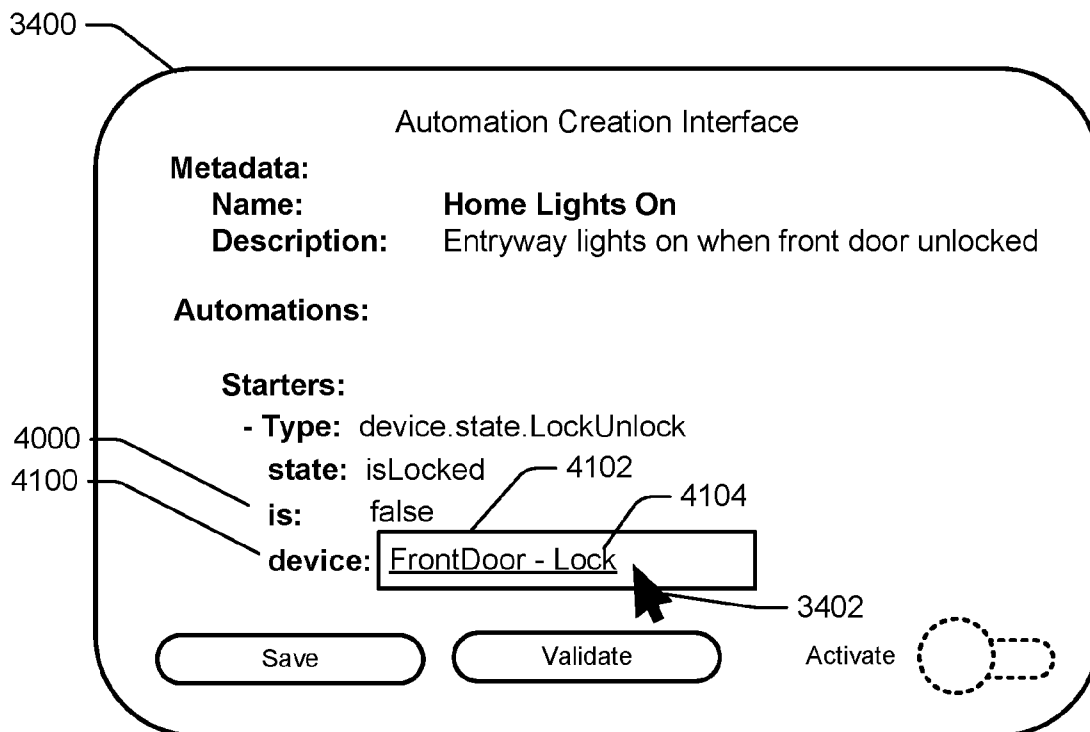 3400
Automation Creation Interface
Metadata:
Name: Home Lights On
Description: Entryway lights on when front door unlocked
Automations:
Starters:
- Type: device.state.LockUnlock
4000
state: isLocked
4102
4100
4104
is: false
device: FrontDoor - Lock
3402
Save
Validate
Activate